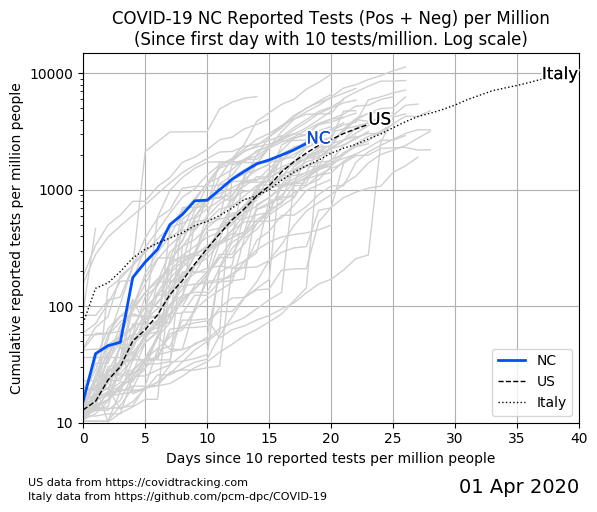 COVID-19 NC Reported Tests (Pos + Neg) per Million
(Since first day with 10 tests/million. Log scale)
Cumulative reported tests per million people
10000
1000
100
10
Italy
US
NC
NC
US
Italy
0 5 10 15 20 25 30 35 40
Days since 10 reported tests per million people
US data from https://covidtracking.com
Italy data from https://github.com/pcm-dpc/COVID-19
01 Apr 2020